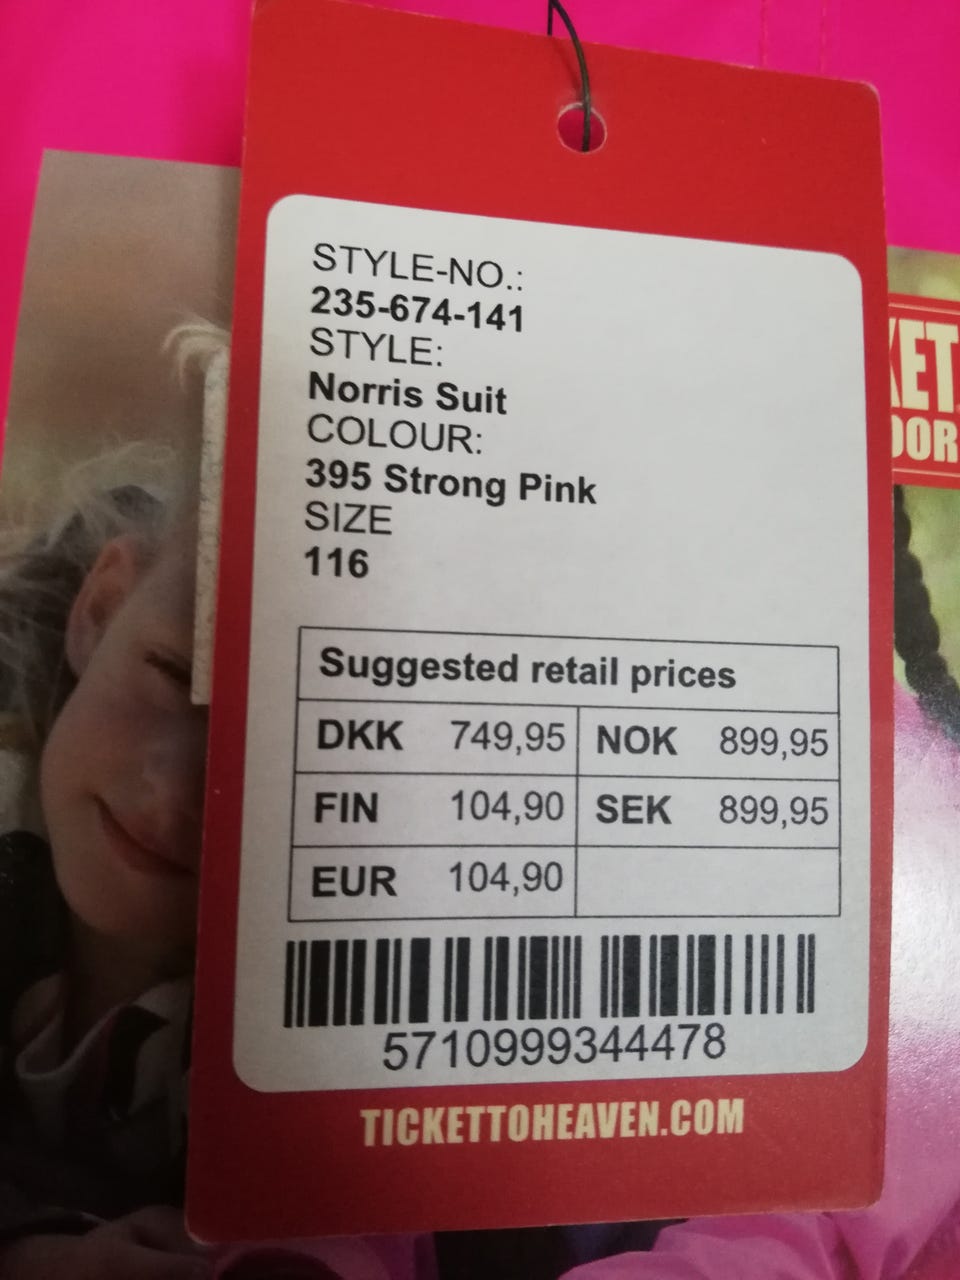 STYLE-NO.:
235-674-141
STYLE:
Norris Suit
COLOUR:
395 Strong Pink
SIZE
116
Suggested retail prices
DKK 749,95 NOK 899,95
FIN 104,90 SEK 899,95
EUR 104,90
5710999344478
TICKETTOHEAVEN.COM